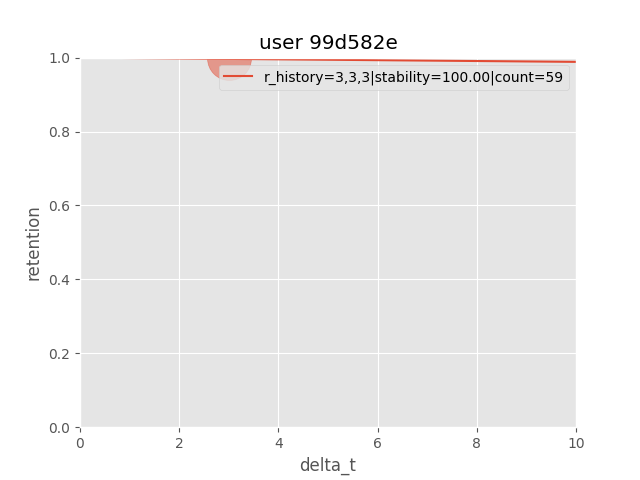 user 99d582e
r_history=3,3,3|stability=100.00|count=59
1.0
0.8
0.6
0.4
0.2
0.0
retention
0 2 4 6 8 10
delta_t